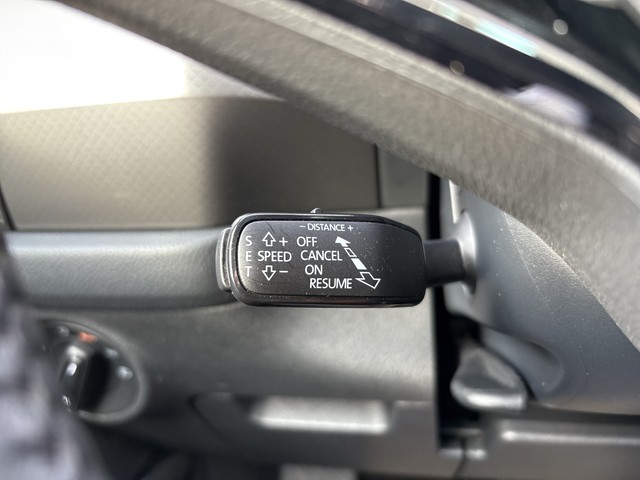 − DISTANCE +
S ⇧ + OFF
E SPEED CANCEL
T ⇩ − ON
RESUME